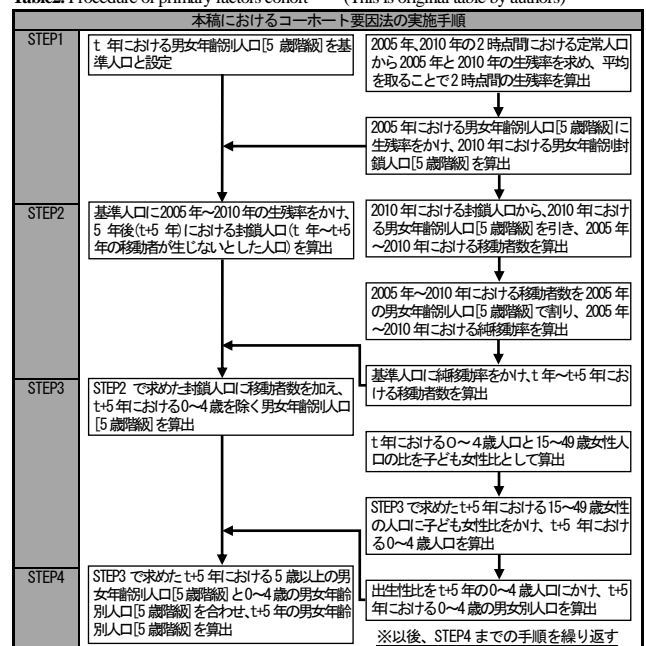 Table2. Procedure of primary factors cohort (This is original table by authors)
本稿におけるコーホート要因法の実施手順
STEP1
t 年における男女年齢別人口[5 歳階級]を基
準人口と設定
2005 年、2010 年の 2 時点間における定常人口
から 2005 年と 2010 年の生残率を求め、平均
を取ることで 2 時点間の生残率を算出
2005 年における男女年齢別人口[5 歳階級]に
生残率をかけ、2010 年における男女年齢別封
鎖人口[5 歳階級]を算出
STEP2
基準人口に2005 年～2010 年の生残率をかけ、
5 年後(t+5 年)における封鎖人口(t 年～t+5
年の移動者が生じないとした人口)を算出
2010 年における封鎖人口から、2010 年におけ
る男女年齢別人口[5 歳階級]を引き、2005 年
～2010 年における移動者数を算出
2005 年～2010 年における移動者数を 2005 年
の男女年齢別人口[5 歳階級]で割り、2005 年
～2010 年における純移動率を算出
基準人口に純移動率をかけ、t 年～t+5 年にお
ける移動者数を算出
STEP3
STEP2 で求めた封鎖人口に移動者数を加え、
t+5 年における0～4 歳を除く男女年齢別人口
[5 歳階級]を算出
t 年における０～４歳人口と 15～49 歳女性人
口の比を子ども女性比として算出
STEP3 で求めた t+5 年における 15～49 歳女性
の人口に子ども女性比をかけ、t+5 年におけ
る0～4 歳人口を算出
STEP4
STEP3 で求めた t+5 年における 5 歳以上の男
女年齢別人口[5 歳階級]と0～4 歳の男女年齢
別人口[5 歳階級]を合わせ、t+5 年の男女年齢
別人口[5 歳階級]を算出
出生性比を t+5 年の 0～4 歳人口にかけ、t+5
年における 0～4 歳の男女別人口を算出
※以後、STEP4 までの手順を繰り返す